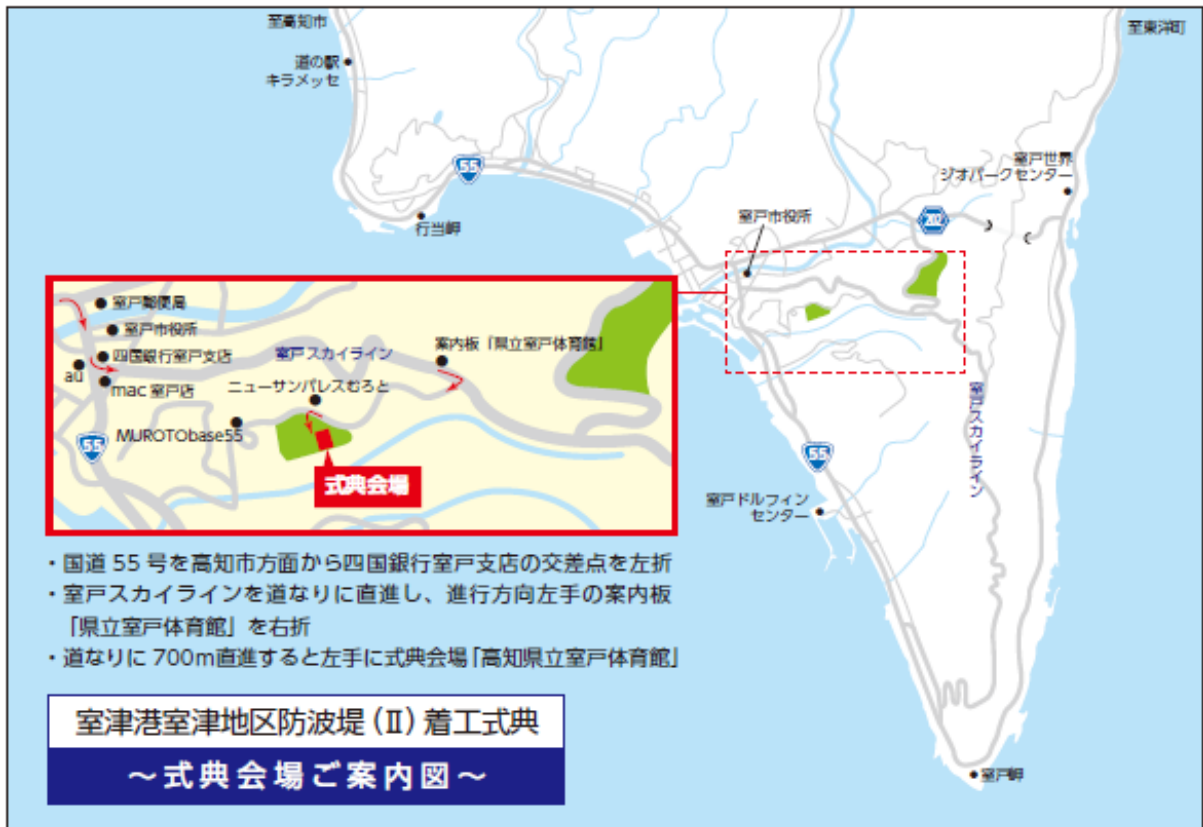 至高知市
至東洋町
道の駅
キラメッセ
55
室戸世界
ジオパークセンター
行当岬
室戸市役所
202
室戸郵便局
室戸市役所
四国銀行室戸支店
au
mac 室戸店
室戸スカイライン
案内板「県立室戸体育館」
ニューサンパレスむろと
MUROTObase55
55
式典会場
室戸スカイライン
55
室戸ドルフィン
センター
・国道 55 号を高知市方面から四国銀行室戸支店の交差点を左折
・室戸スカイラインを道なりに直進し、進行方向左手の案内板
「県立室戸体育館」を右折
・道なりに 700m直進すると左手に式典会場「高知県立室戸体育館」
室津港室津地区防波堤(Ⅱ)着工式典
～式典会場ご案内図～
室戸岬